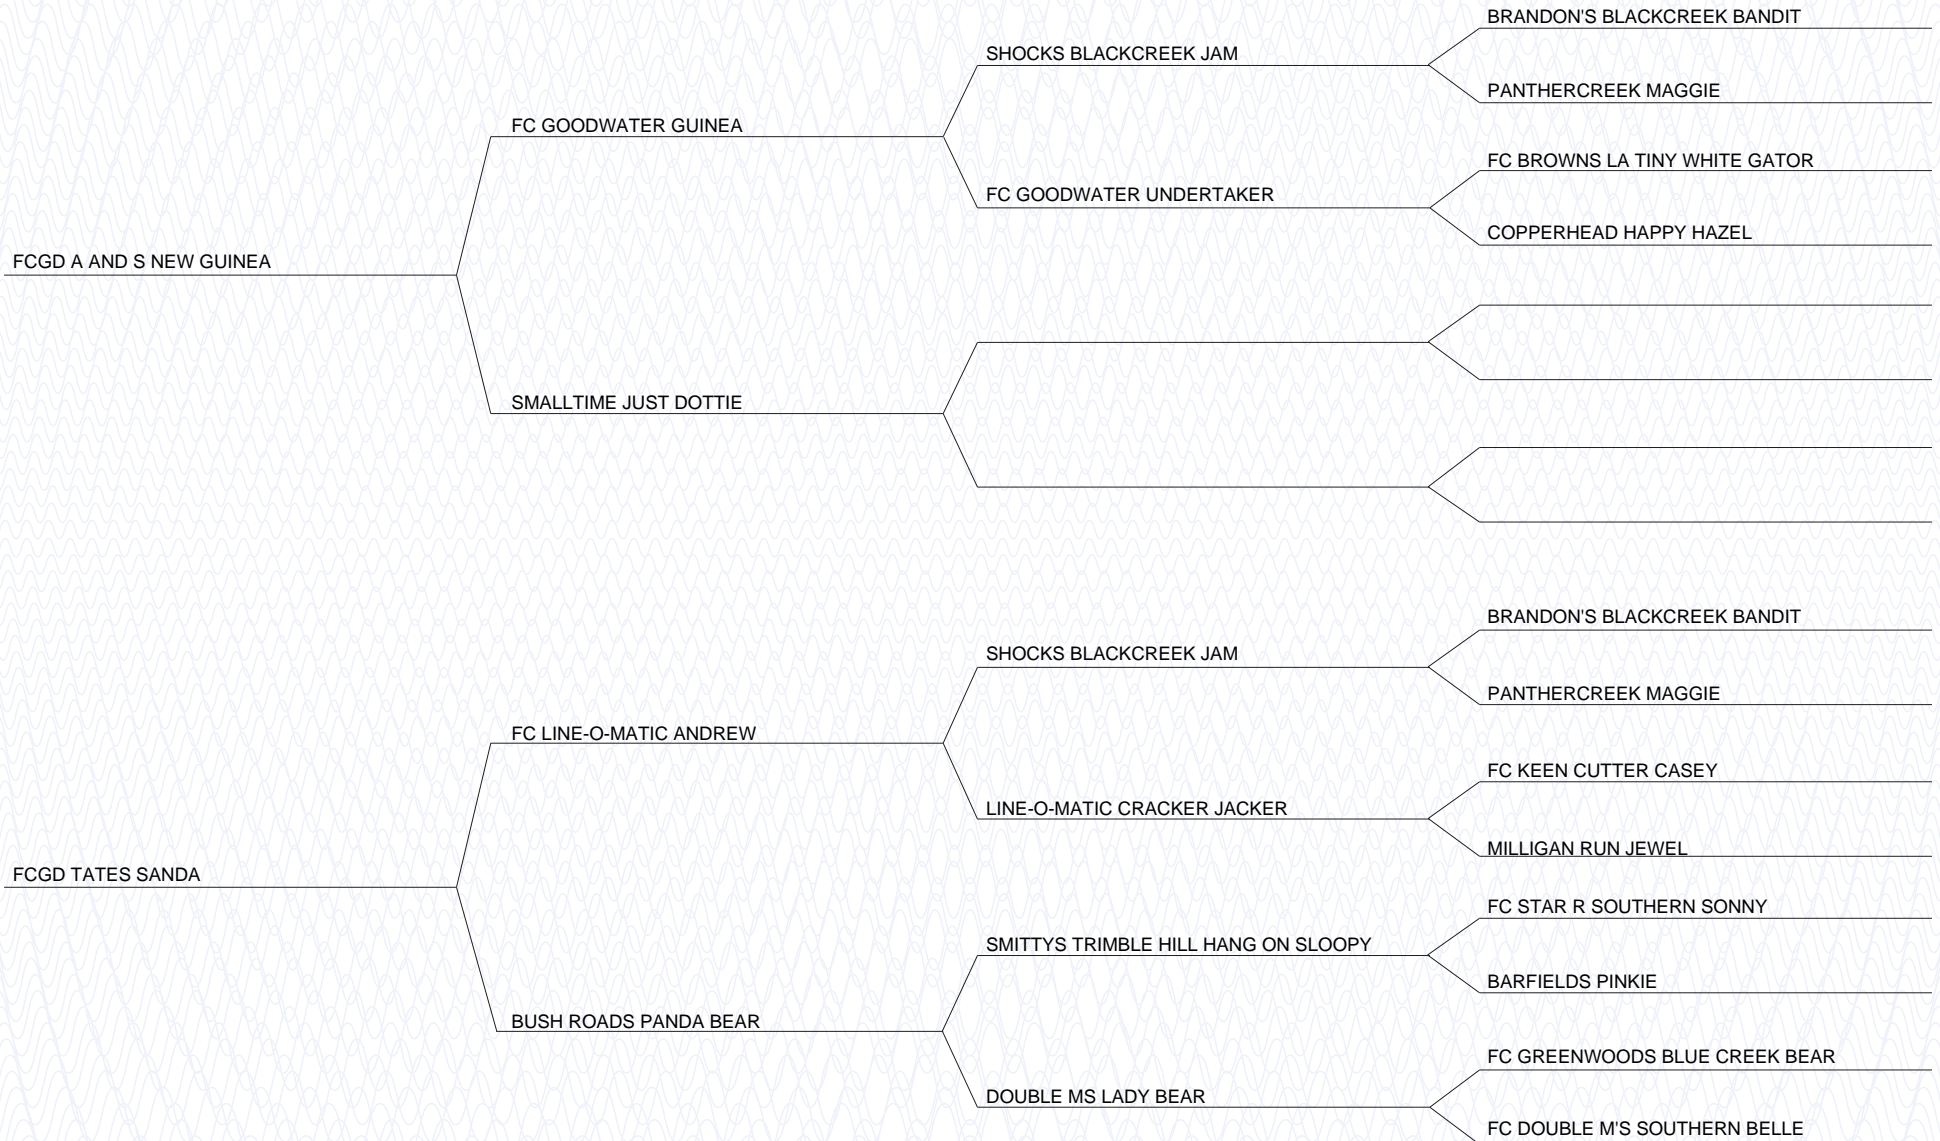 BRANDON'S BLACKCREEK BANDIT
SHOCKS BLACKCREEK JAM
PANTHERCREEK MAGGIE
FC GOODWATER GUINEA
FC BROWNS LA TINY WHITE GATOR
FC GOODWATER UNDERTAKER
COPPERHEAD HAPPY HAZEL
FCGD A AND S NEW GUINEA
SMALLTIME JUST DOTTIE
BRANDON'S BLACKCREEK BANDIT
SHOCKS BLACKCREEK JAM
PANTHERCREEK MAGGIE
FC LINE-O-MATIC ANDREW
FC KEEN CUTTER CASEY
LINE-O-MATIC CRACKER JACKER
MILLIGAN RUN JEWEL
FCGD TATES SANDA
FC STAR R SOUTHERN SONNY
SMITTYS TRIMBLE HILL HANG ON SLOOPY
BARFIELDS PINKIE
BUSH ROADS PANDA BEAR
FC GREENWOODS BLUE CREEK BEAR
DOUBLE MS LADY BEAR
FC DOUBLE M'S SOUTHERN BELLE